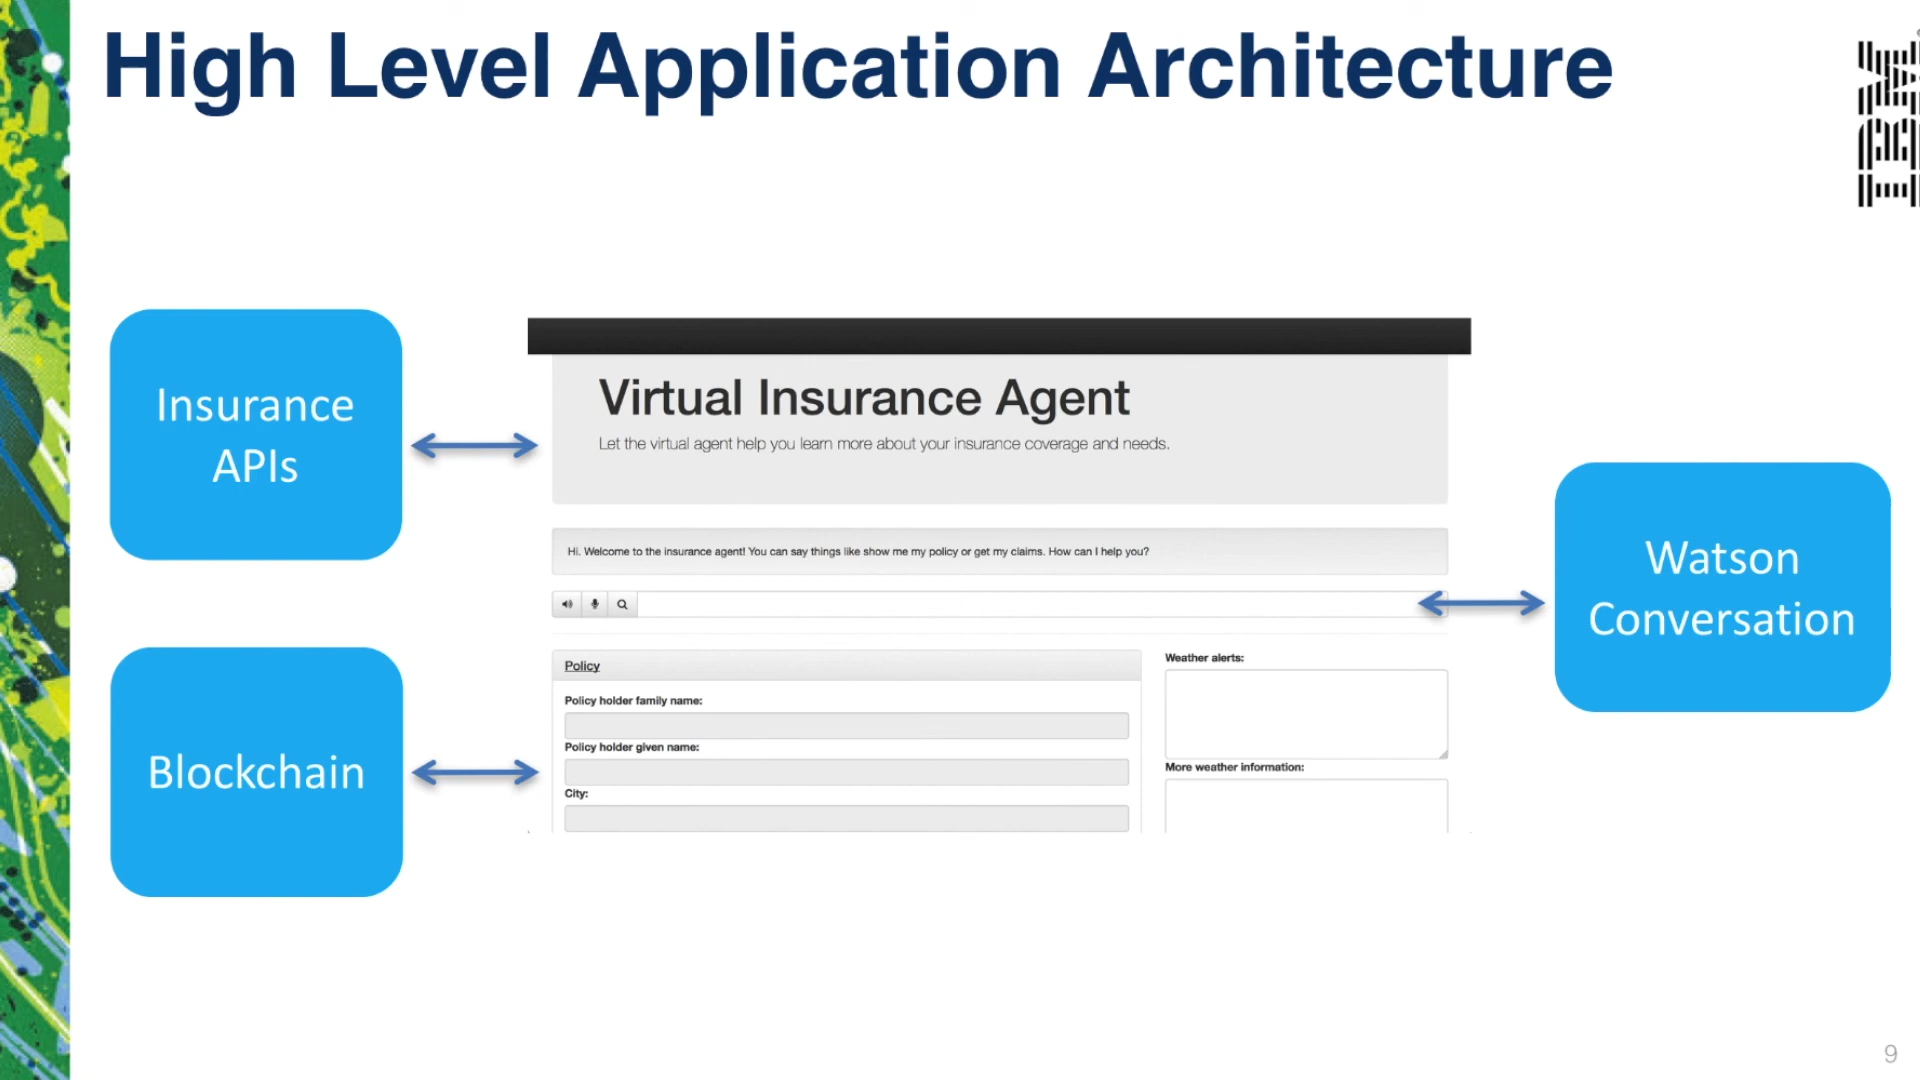 High Level Application Architecture
IBM
Insurance
APIs
Virtual Insurance Agent
Let the virtual agent help you learn more about your insurance coverage and needs.
Hi. Welcome to the insurance agent! You can say things like show me my policy or get my claims. How can I help you?
Watson
Conversation
Blockchain
Policy
Policy holder family name:
Policy holder given name:
City:
Weather alerts:
More weather information:
9